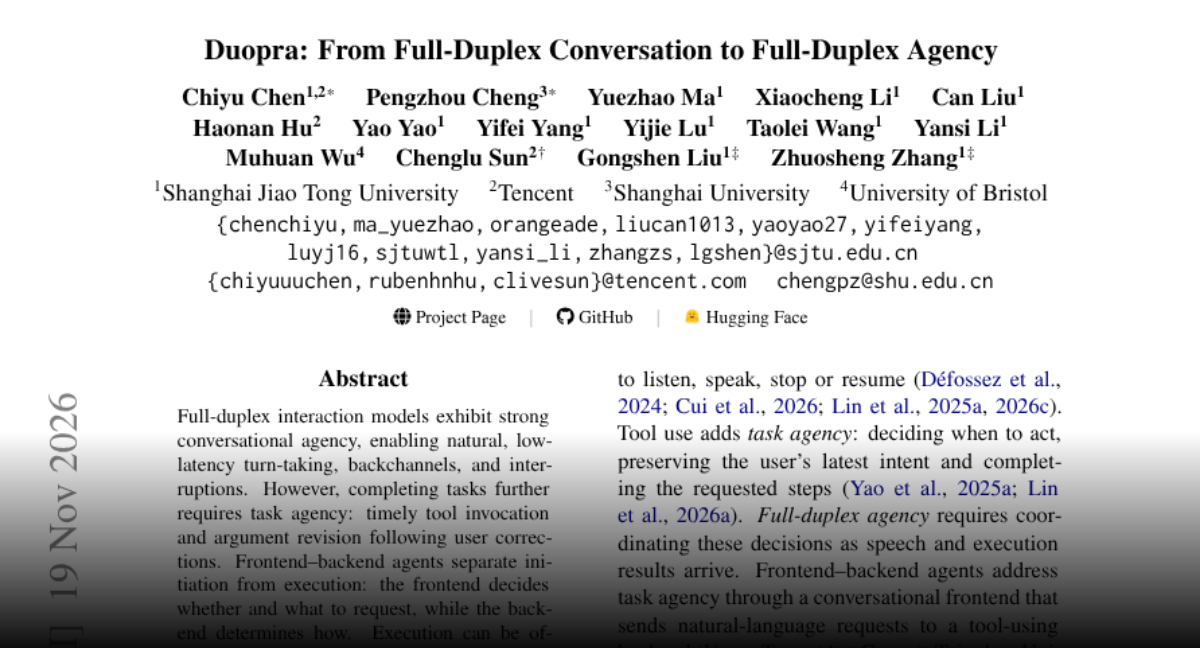 Duopra: From Full-Duplex Conversation to Full-Duplex Agency
Chiyu Chen1,2* Pengzhou Cheng3* Yuezhao Ma1 Xiaocheng Li1 Can Liu1
Haonan Hu2 Yao Yao1 Yifei Yang1 Yijie Lu1 Taolei Wang1 Yansi Li1
Muhuan Wu4 Chenglu Sun2† Gongshen Liu1‡ Zhuosheng Zhang1‡
1Shanghai Jiao Tong University 2Tencent 3Shanghai University 4University of Bristol
{chenchiyu, ma_yuezhao, orangeade, liucan1013, yaoyao27, yifeiyang,
luyj16, sjtuwtl, yansi_li, zhangzs, lgshen}@sjtu.edu.cn
{chiyuuuchen, rubenhnhu, clivesun}@tencent.com chengpz@shu.edu.cn
Project Page | GitHub | Hugging Face
Abstract
Full-duplex interaction models exhibit strong
conversational agency, enabling natural, low-
latency turn-taking, backchannels, and inter-
ruptions. However, completing tasks further
requires task agency: timely tool invocation
and argument revision following user correc-
tions. Frontend–backend agents separate ini-
tiation from execution: the frontend decides
whether and what to request, while the back-
end determines how. Execution can be of-
to listen, speak, stop or resume (Défossez et al.,
2024; Cui et al., 2026; Lin et al., 2025a, 2026c).
Tool use adds task agency: deciding when to act,
preserving the user's latest intent and complet-
ing the requested steps (Yao et al., 2025a; Lin
et al., 2026a). Full-duplex agency requires coor-
dinating these decisions as speech and execution
results arrive. Frontend–backend agents address
task agency through a conversational frontend that
sends natural-language requests to a tool-using
19 Nov 2026